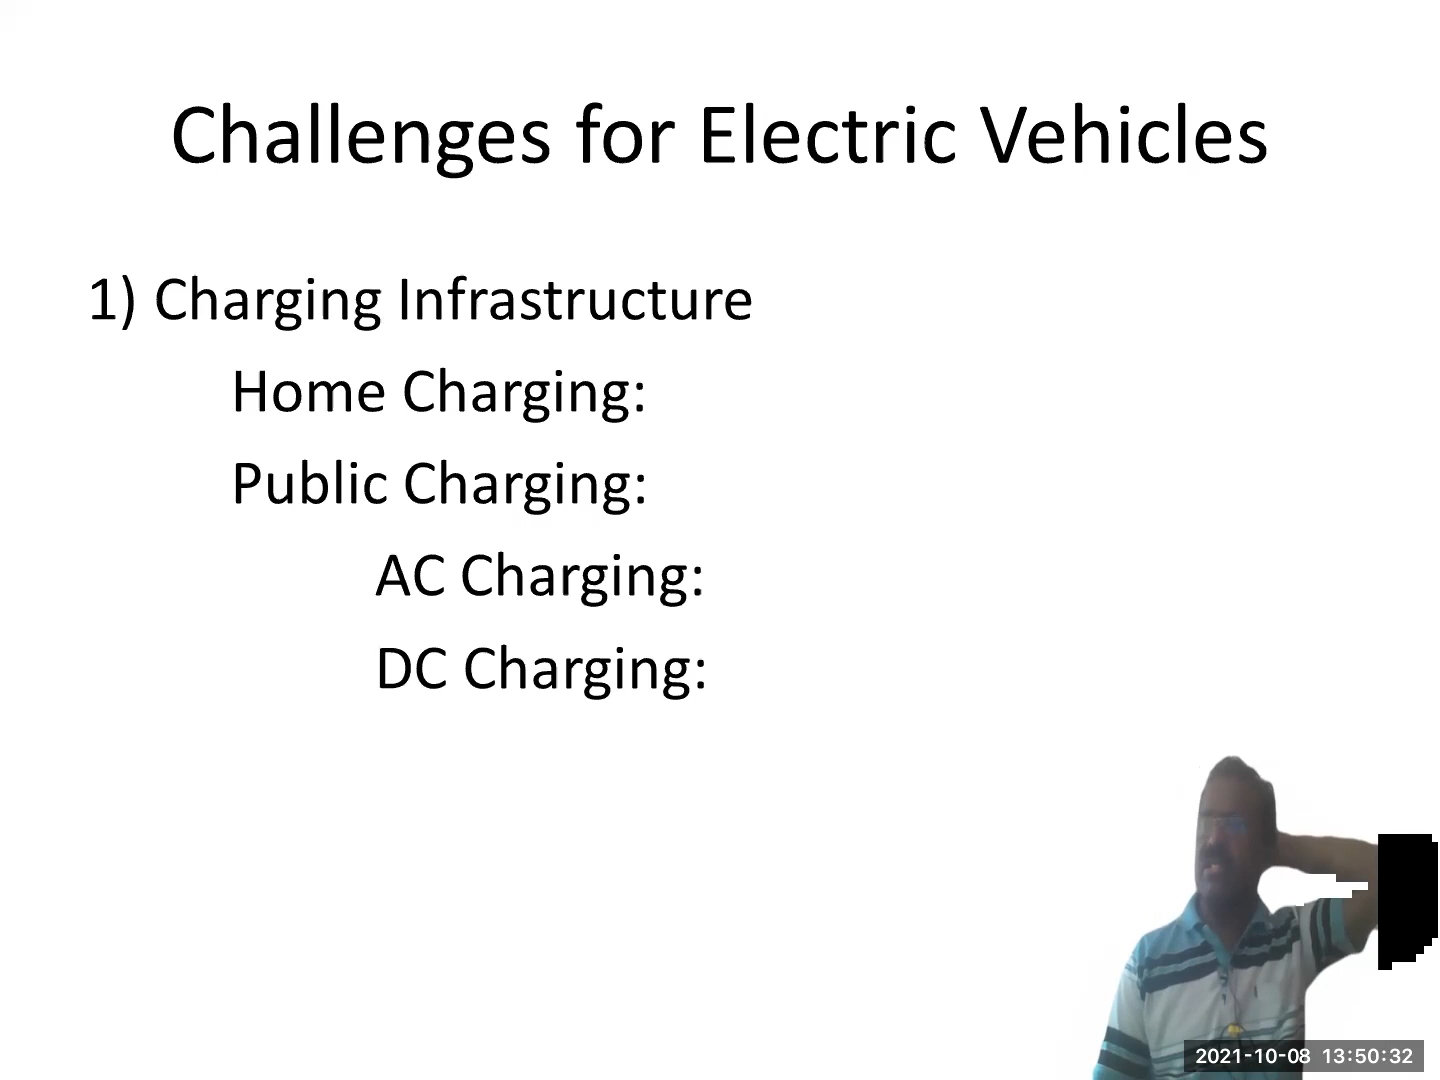 Challenges for Electric Vehicles
1) Charging Infrastructure
Home Charging:
Public Charging:
AC Charging:
DC Charging:
2021-10-08 13:50:32